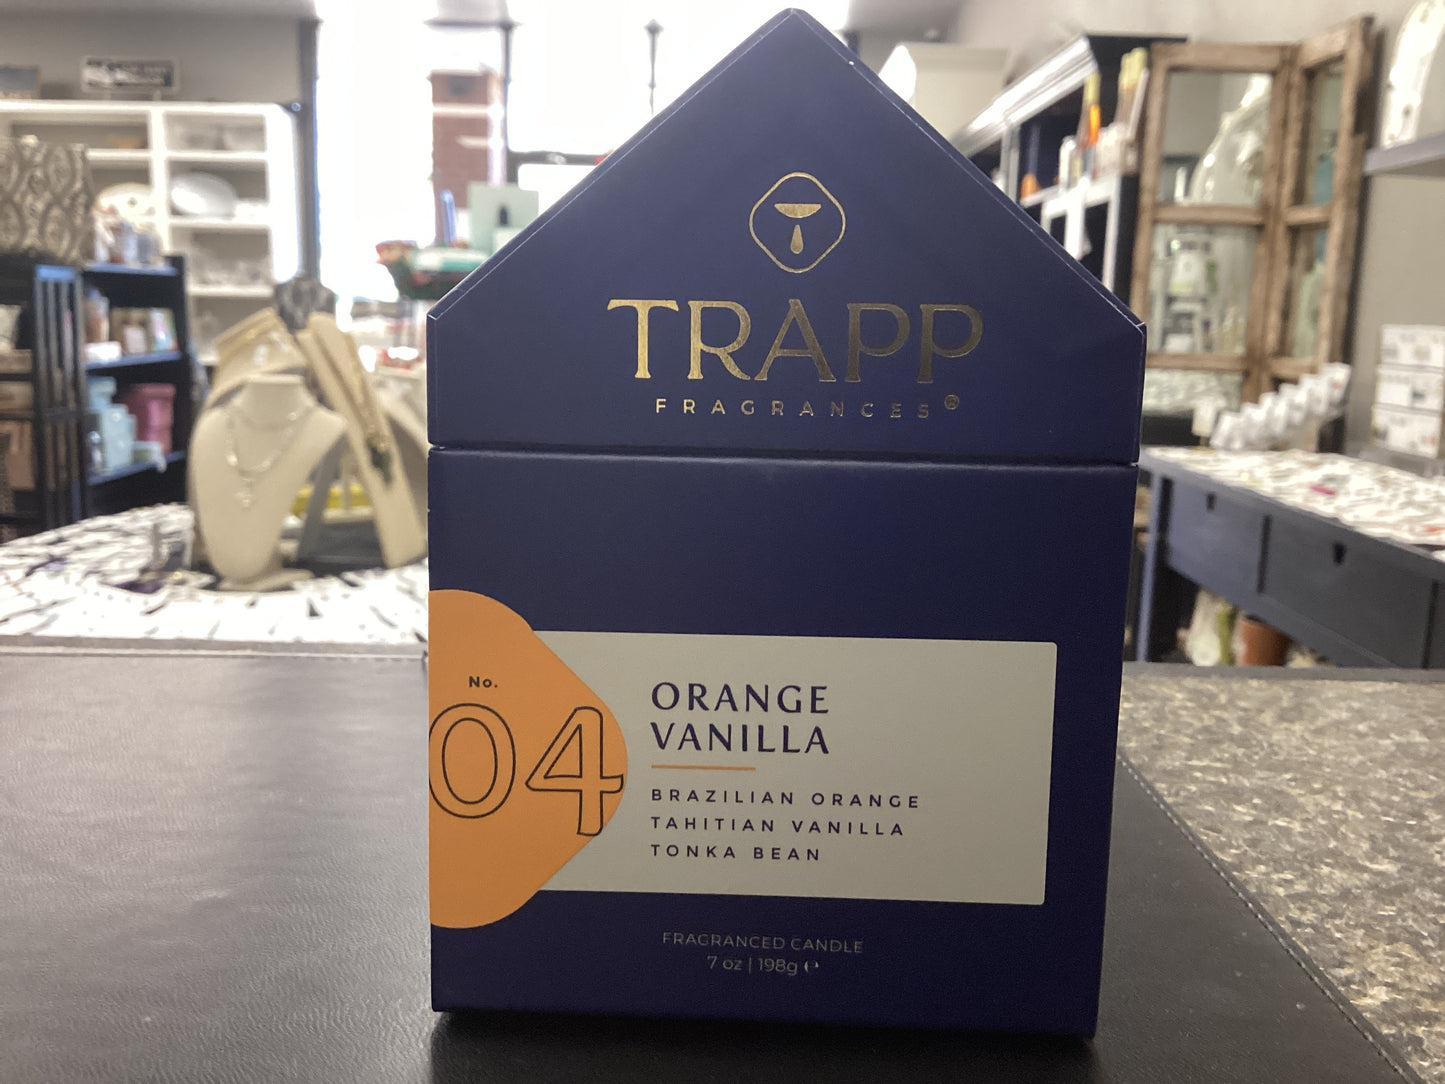 TRAPP
FRAGRANCES®
No.
04
ORANGE
VANILLA
BRAZILIAN ORANGE
TAHITIAN VANILLA
TONKA BEAN
FRAGRANCED CANDLE
7 oz | 198g ℮